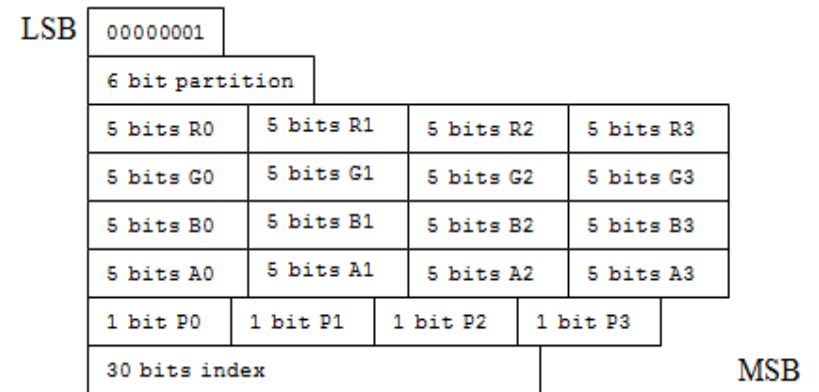 LSB 00000001
6 bit partition
5 bits R0 5 bits R1 5 bits R2 5 bits R3
5 bits G0 5 bits G1 5 bits G2 5 bits G3
5 bits B0 5 bits B1 5 bits B2 5 bits B3
5 bits A0 5 bits A1 5 bits A2 5 bits A3
1 bit P0 1 bit P1 1 bit P2 1 bit P3
30 bits index MSB